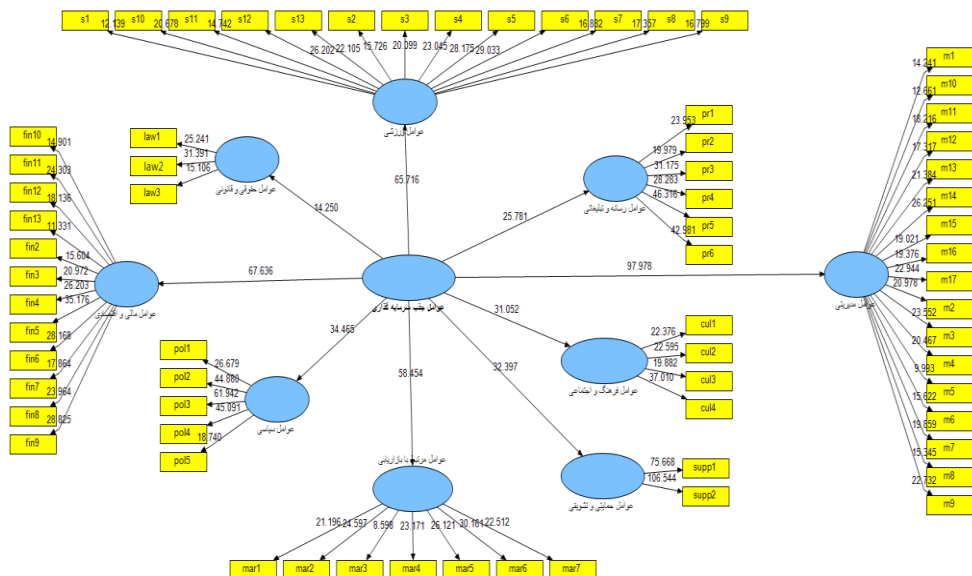 s1 s10 s11 s12 s13 s2 s3 s4 s5 s6 s7 s8 s9
12.139 20.678 14.742 26.202 22.105 15.726 20.099 23.045 28.175 29.033 16.882 17.357 16.799
عوامل ورزشی
65.716
law1 25.241
law2 31.391
law3 15.106
عوامل حقوقی و قانونی
14.250
pr1 23.953
pr2 19.979
pr3 31.175
pr4 28.283
pr5 46.316
pr6 42.981
عوامل رسانه و تبلیغاتی
25.781
m1 14.241
m10 12.661
m11 18.216
m12 17.317
m13 21.384
m14 26.251
m15 19.021
m16 19.376
m17 22.944
m2 20.978
m3 23.552
m4 20.467
m5 9.993
m6 15.622
m7 19.859
m8 15.345
m9 22.732
عوامل مدیریتی
97.978
fin10 14.901
fin11 24.303
fin12 18.136
fin13 11.331
fin2 15.604
fin3 20.972
fin4 26.203
fin5 35.176
fin6 28.168
fin7 17.864
fin8 23.964
fin9 28.825
عوامل مالی و اقتصادی
67.636
عوامل جذب سرمایه گذاری
34.465
58.454
31.052
32.397
pol1 26.679
pol2 44.880
pol3 61.942
pol4 45.091
pol5 18.740
عوامل سیاسی
cul1 22.376
cul2 22.595
cul3 19.882
cul4 37.010
عوامل فرهنگ و اجتماعی
supp1 75.668
supp2 106.544
عوامل حمایتی و تشویقی
عوامل مرتبط با بازاریابی
21.196 24.597 8.598 23.171 26.121 30.161 22.512
mar1 mar2 mar3 mar4 mar5 mar6 mar7